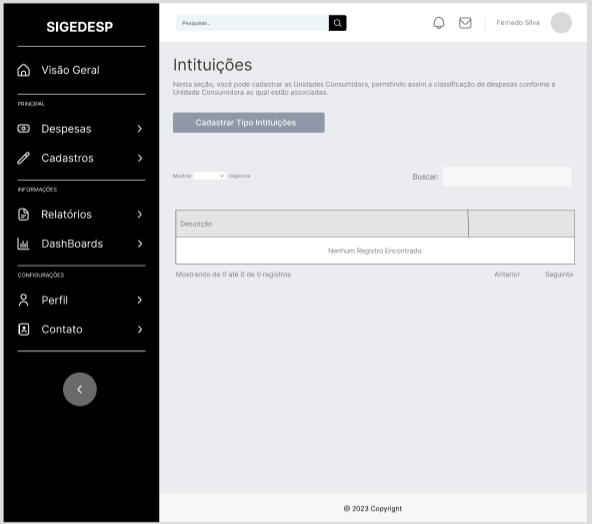 SIGEDESP
Visão Geral
PRINCIPAL
Despesas
Cadastros
INFORMAÇÕES
Relatórios
DashBoards
CONFIGURAÇÕES
Perfil
Contato
Pesquisar..
Fernado Silva
Intituições
Nesta seção, você pode cadastrar as Unidades Consumidora, permitindo assim a classificação de despesas conforme a
Unidade Consumidora ao qual estão associadas.
Cadastrar Tipo Intituições
Mostrar registros
Buscar:
Descrição
Nenhum Registro Encontrado
Mostrando de 0 até 0 de 0 registros
Anterior Seguinte
@ 2023 Copyright